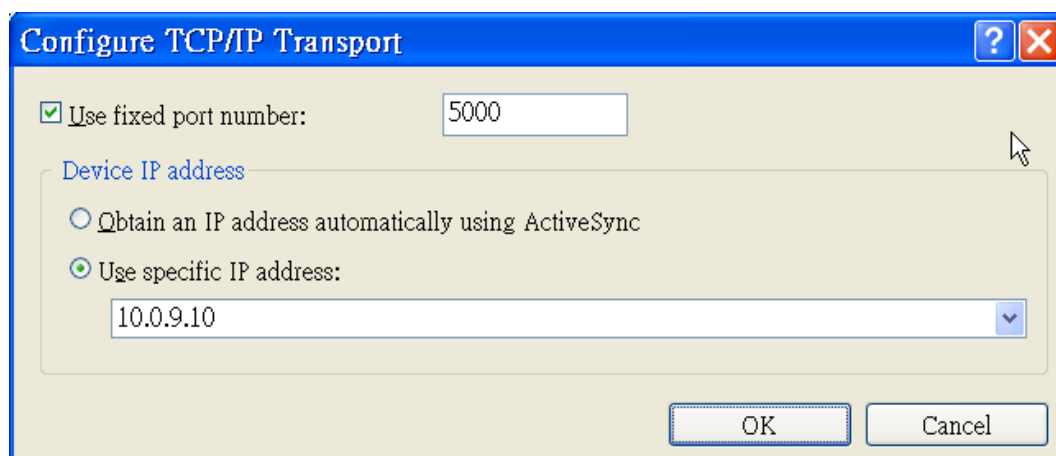 Configure TCP/IP Transport
Use fixed port number: 5000
Device IP address
Obtain an IP address automatically using ActiveSync
Use specific IP address:
10.0.9.10
OK Cancel